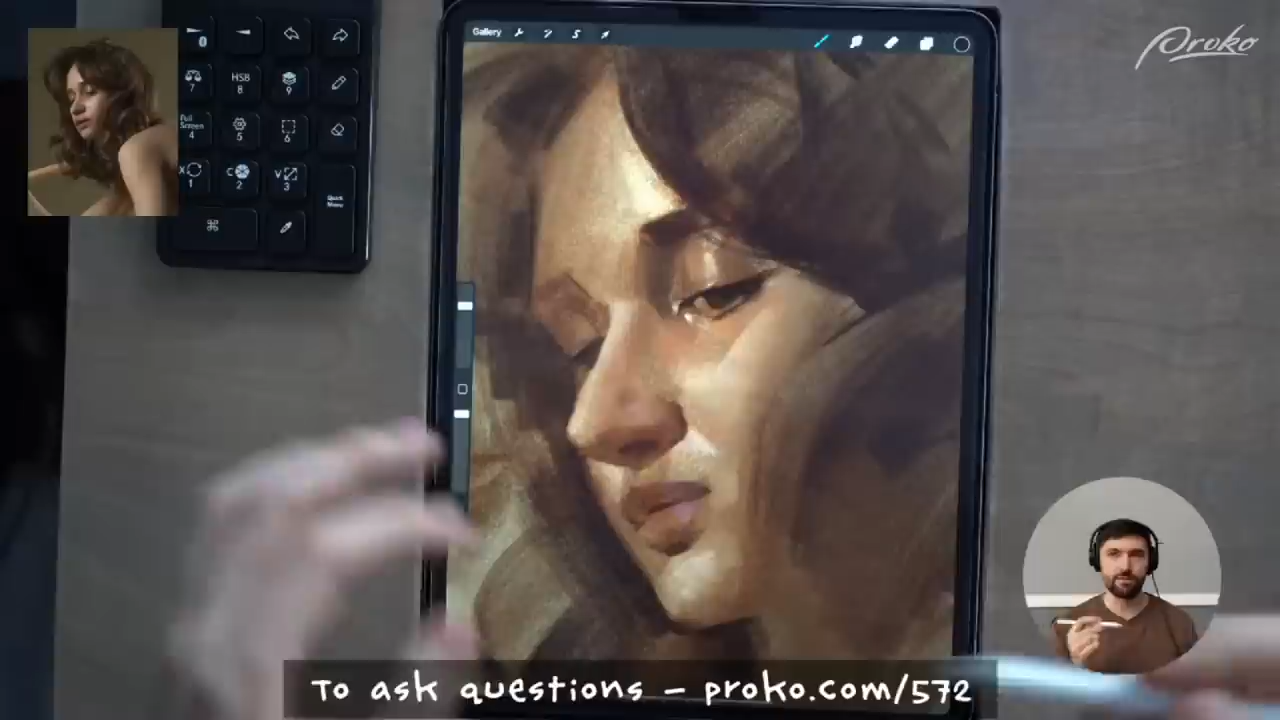 Proko
Gallery
0
HSB
7
8
9
Full
Screen
4
5
6
X
C
V
1
2
3
Quick
Menu
⌘
To ask questions – proko.com/572